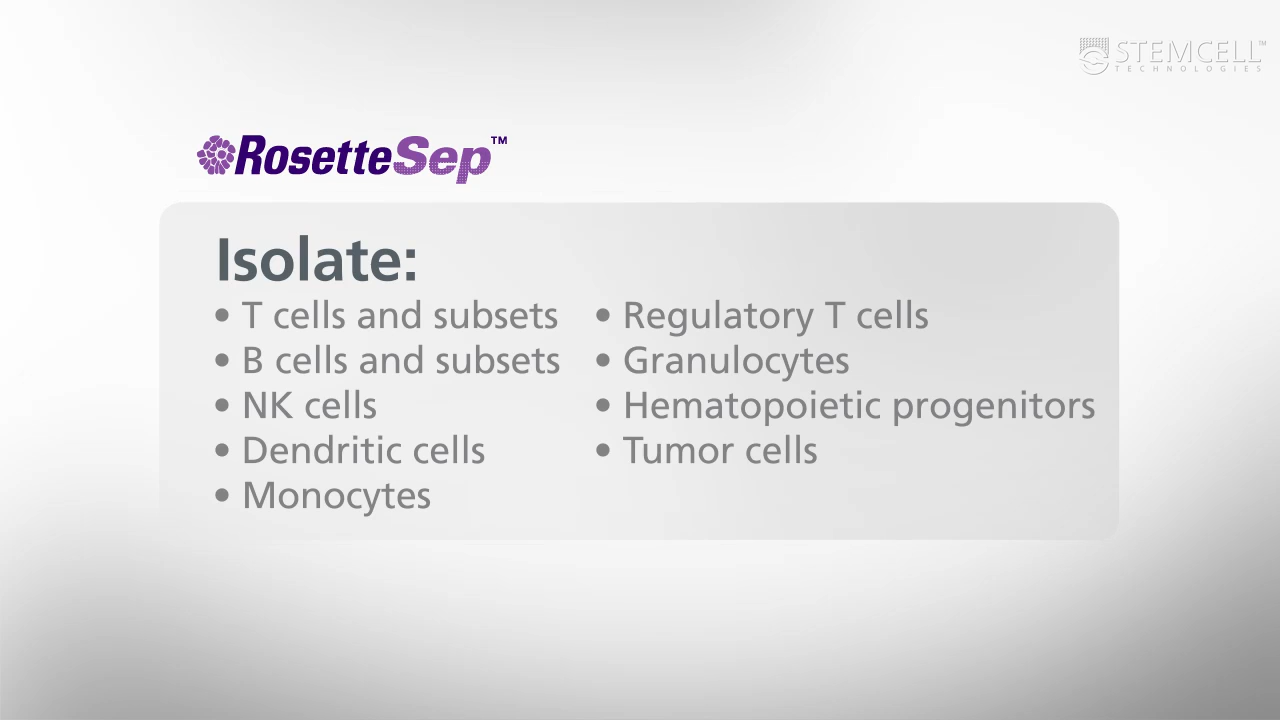 STEMCELL™
TECHNOLOGIES
RosetteSep™
Isolate:
• T cells and subsets
• B cells and subsets
• NK cells
• Dendritic cells
• Monocytes
• Regulatory T cells
• Granulocytes
• Hematopoietic progenitors
• Tumor cells